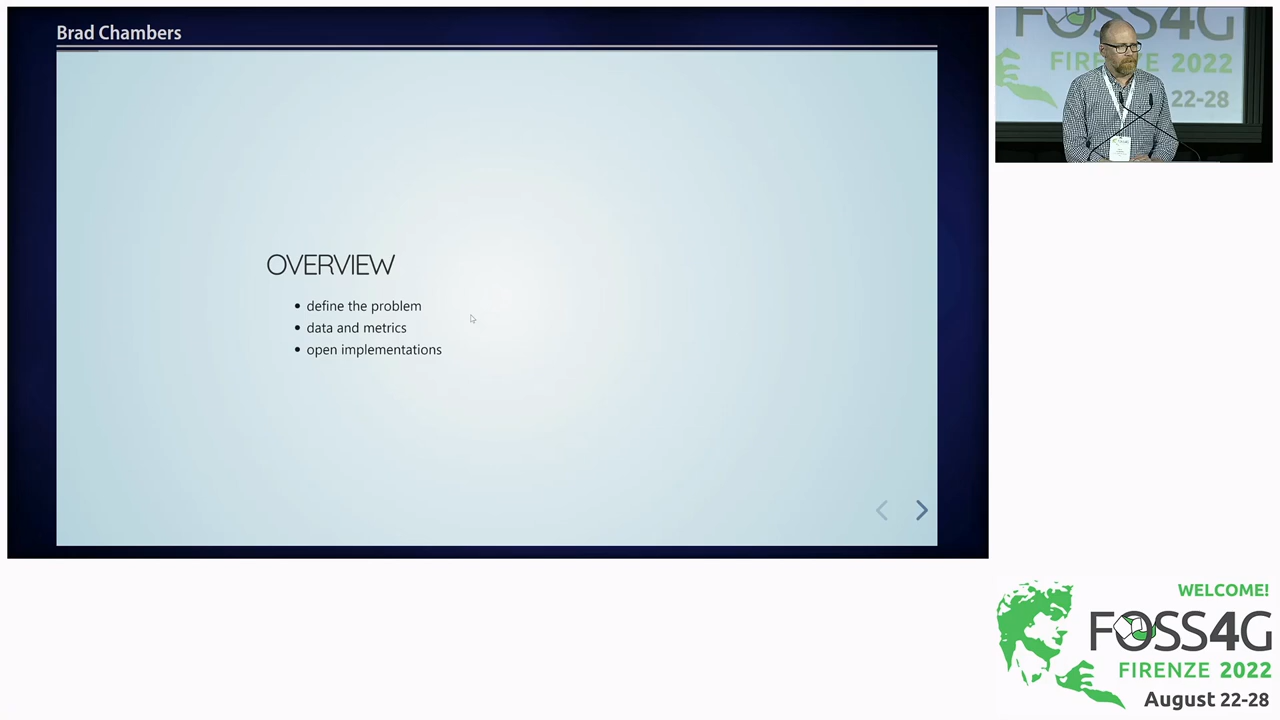 Brad Chambers
OVERVIEW
define the problem
data and metrics
open implementations
FOSS4G
FIRENZE 2022
22-28
WELCOME!
FOSS4G
FIRENZE 2022
August 22-28